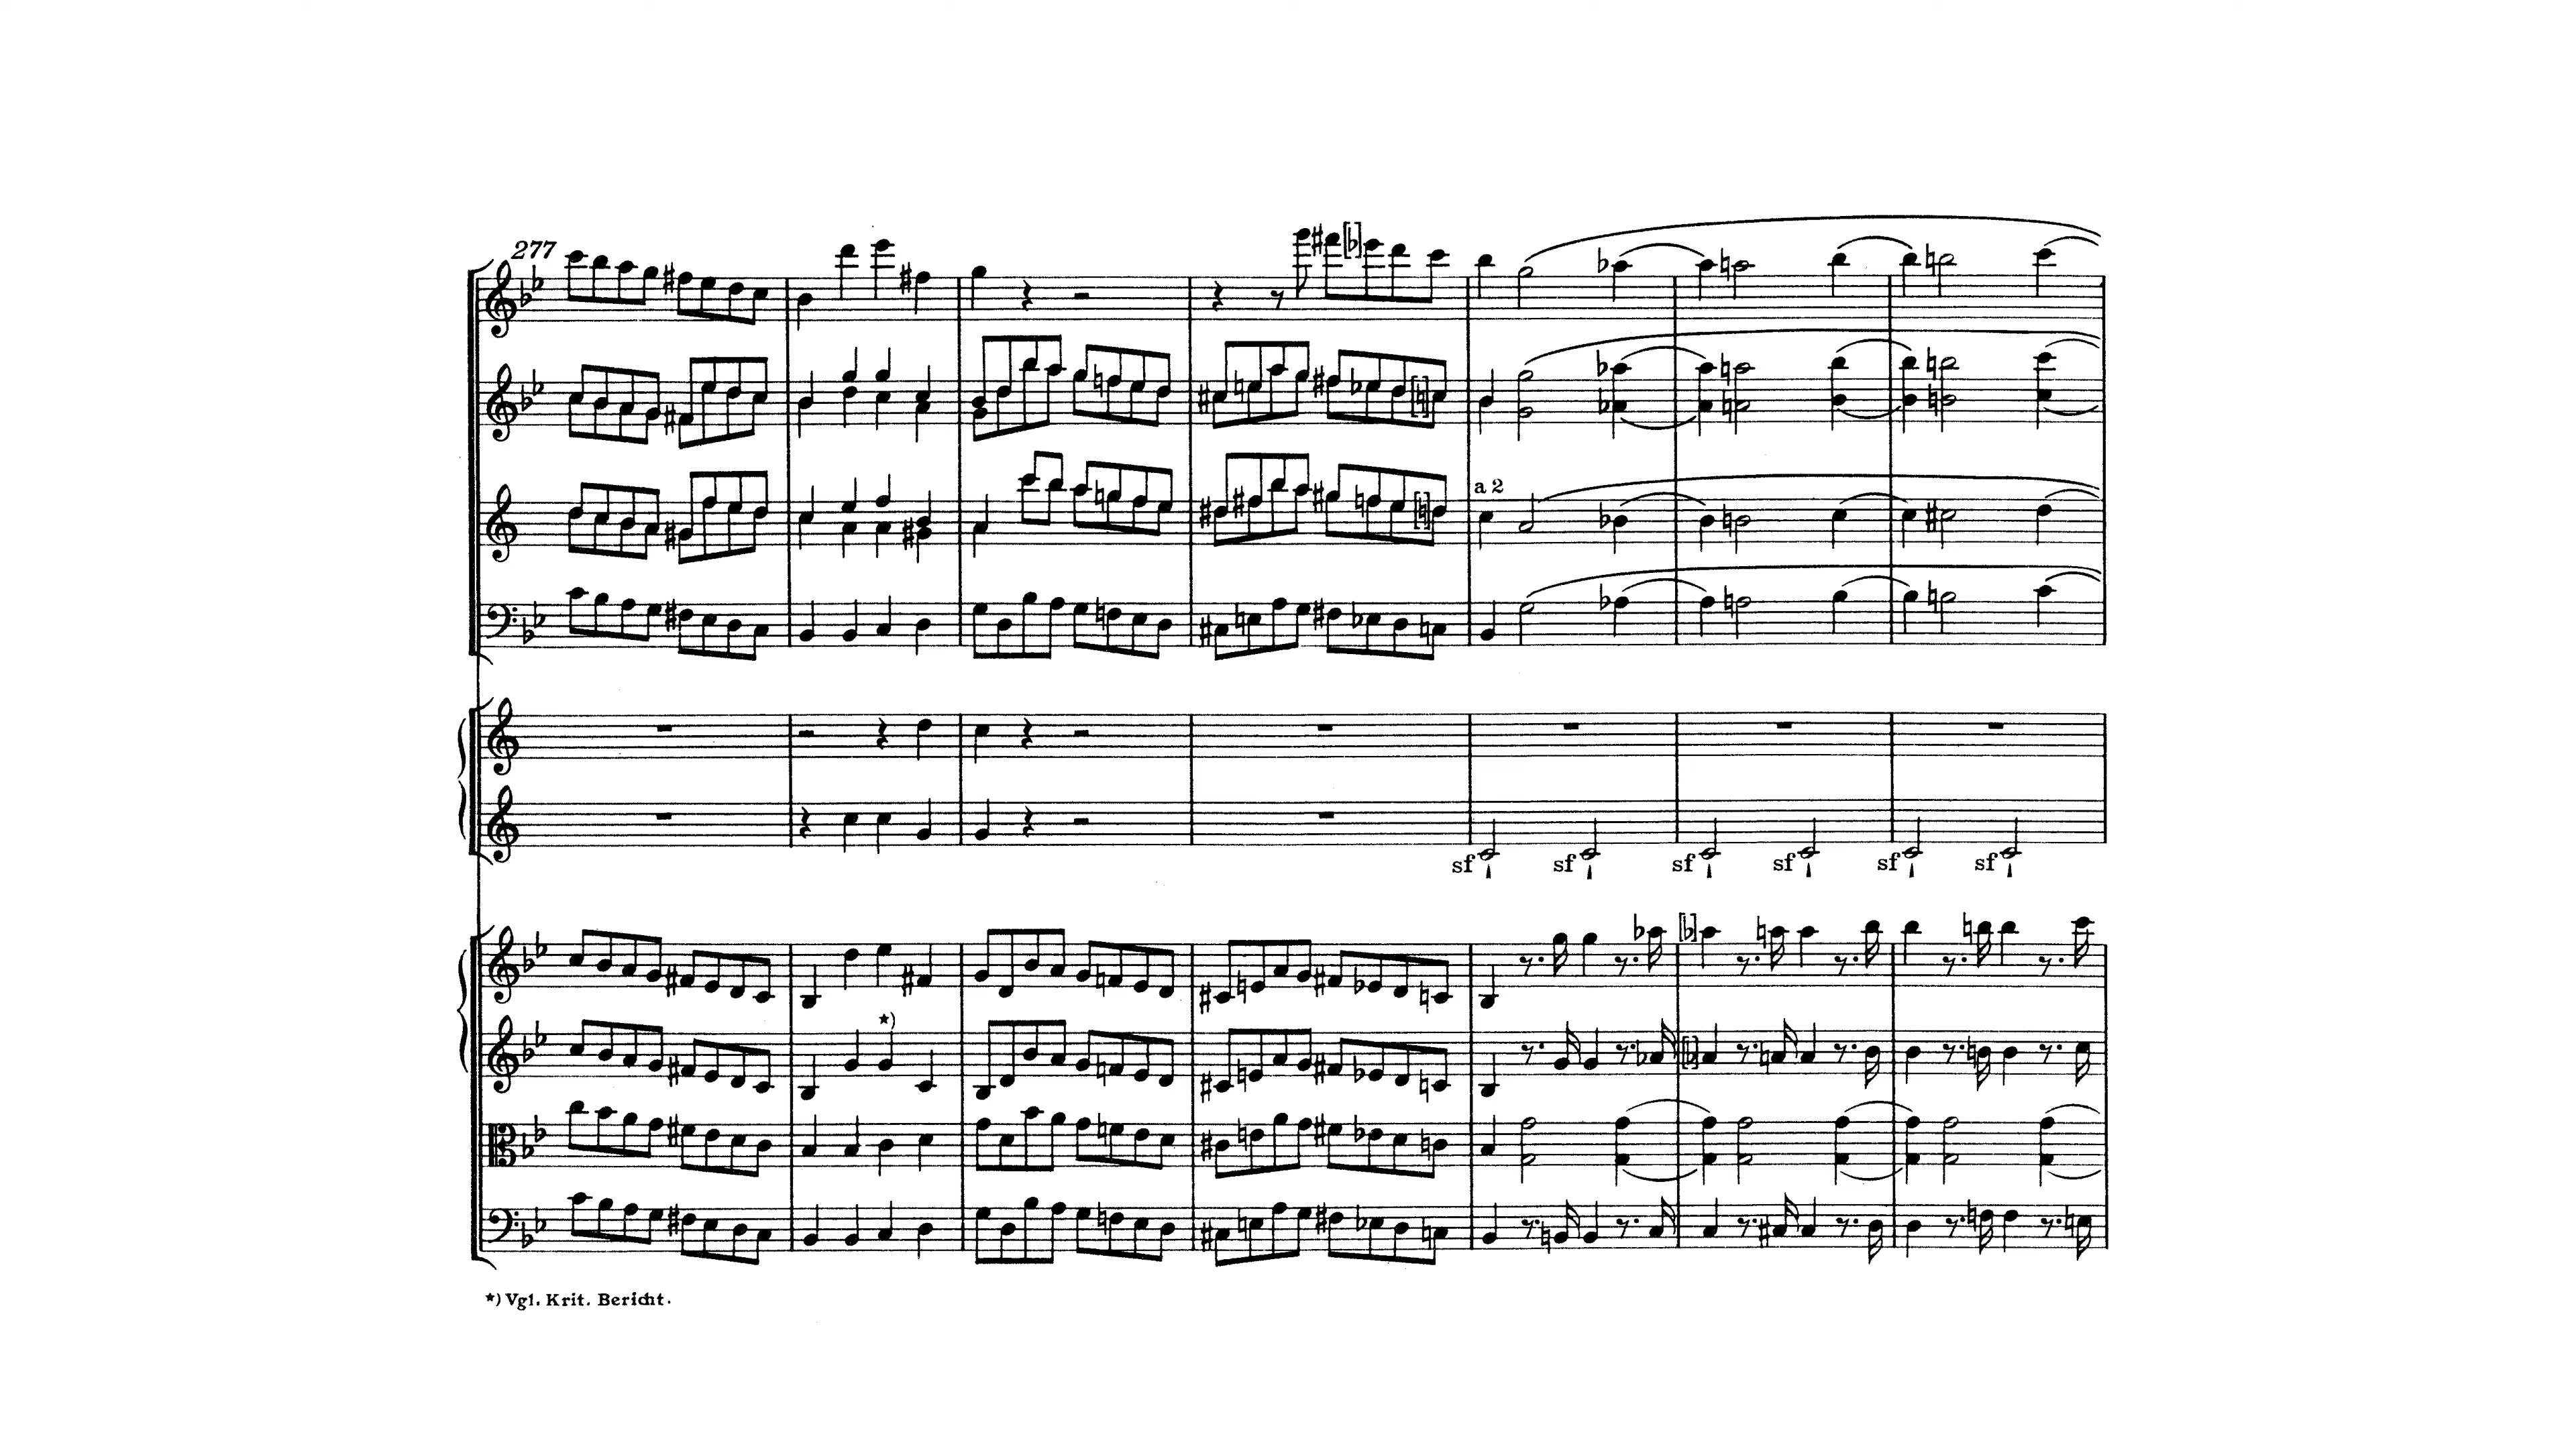 277
a 2
sf sf sf sf sf sf
*)
*) Vgl. Krit. Bericht.